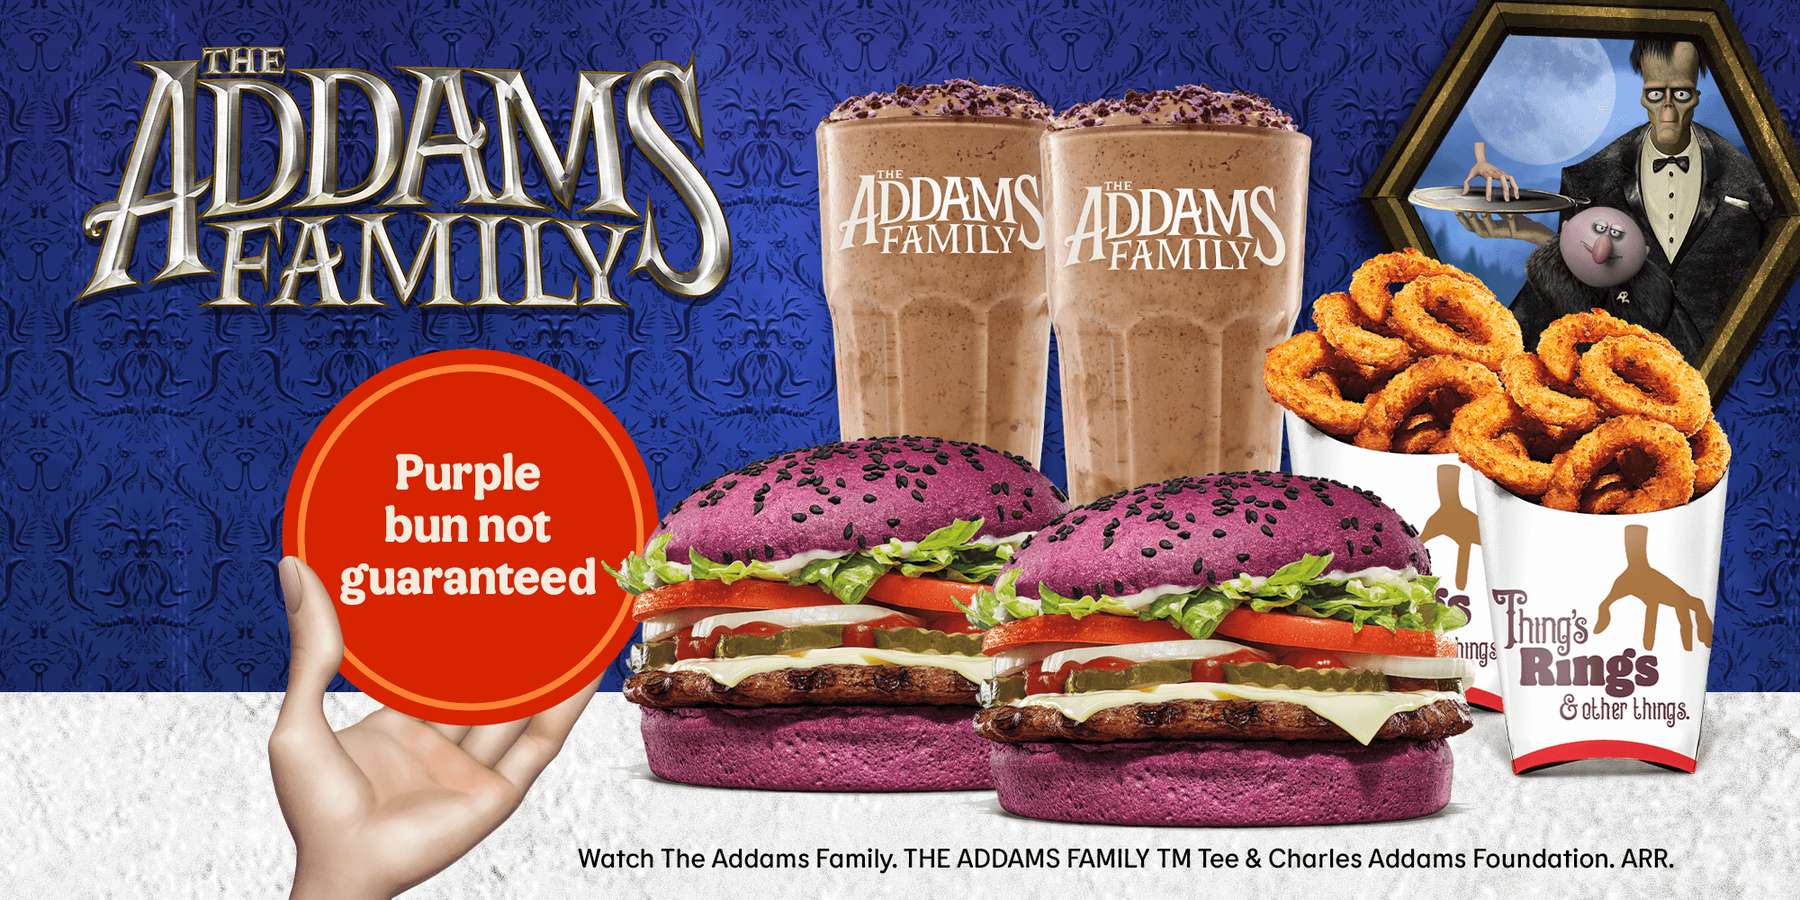 THE
ADDAMS
FAMILY
THE
ADDAMS
FAMILY
THE
ADDAMS
FAMILY
Purple
bun not
guaranteed
Thing's
Rings
& other things.
hings
Watch The Addams Family. THE ADDAMS FAMILY TM Tee & Charles Addams Foundation. ARR.